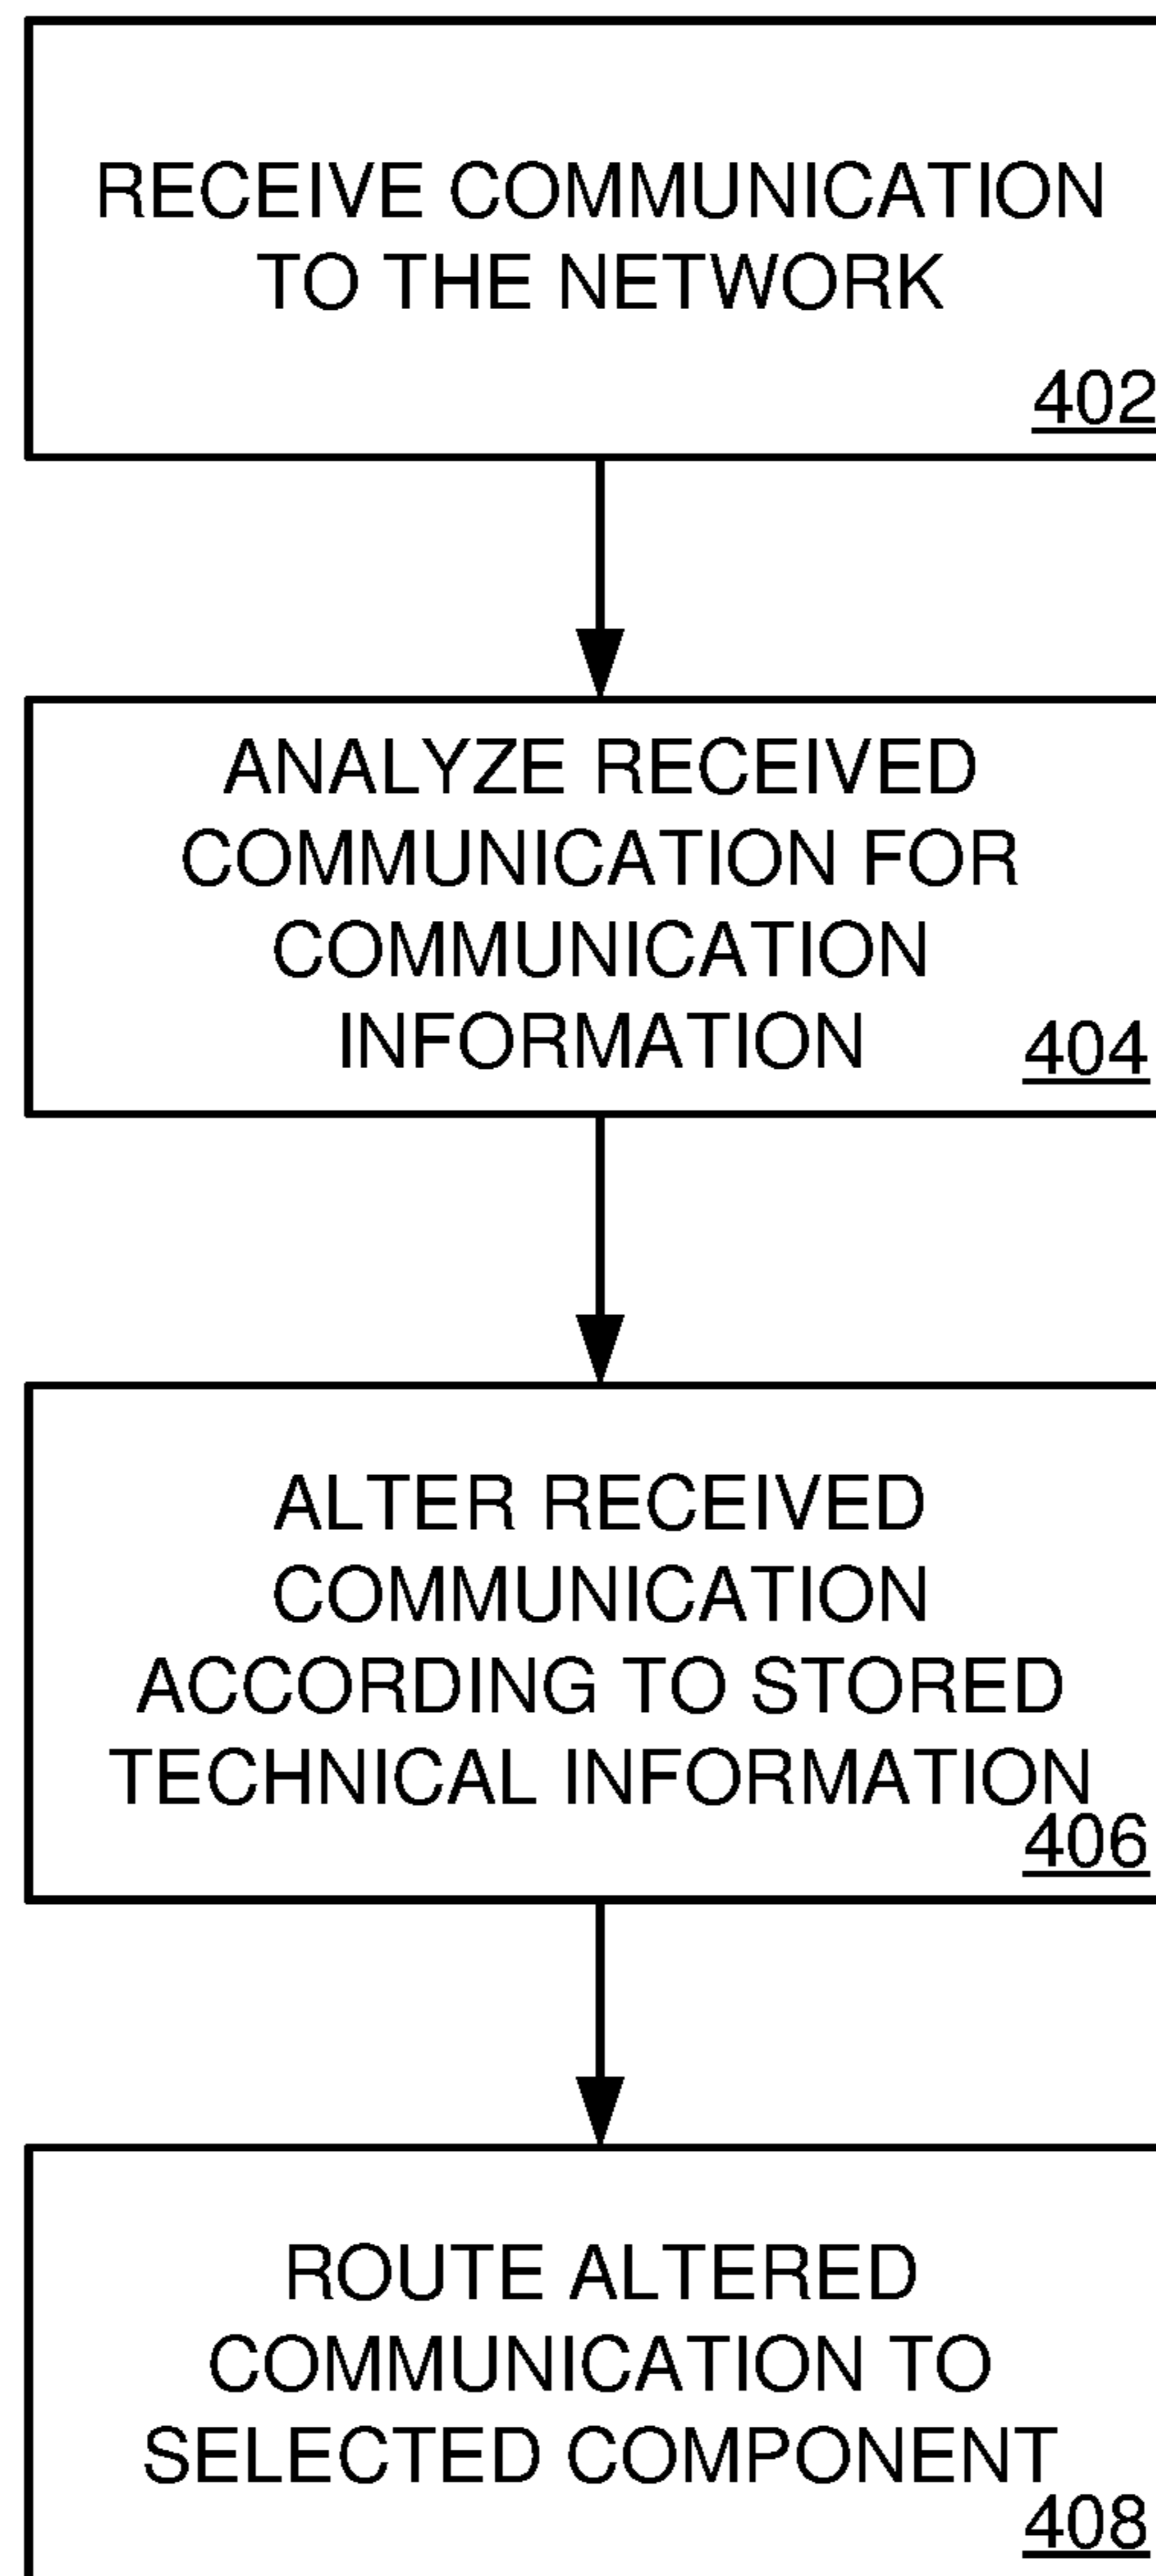 RECEIVE COMMUNICATION
TO THE NETWORK
402
ANALYZE RECEIVED
COMMUNICATION FOR
COMMUNICATION
INFORMATION
404
ALTER RECEIVED
COMMUNICATION
ACCORDING TO STORED
TECHNICAL INFORMATION
406
ROUTE ALTERED
COMMUNICATION TO
SELECTED COMPONENT
408